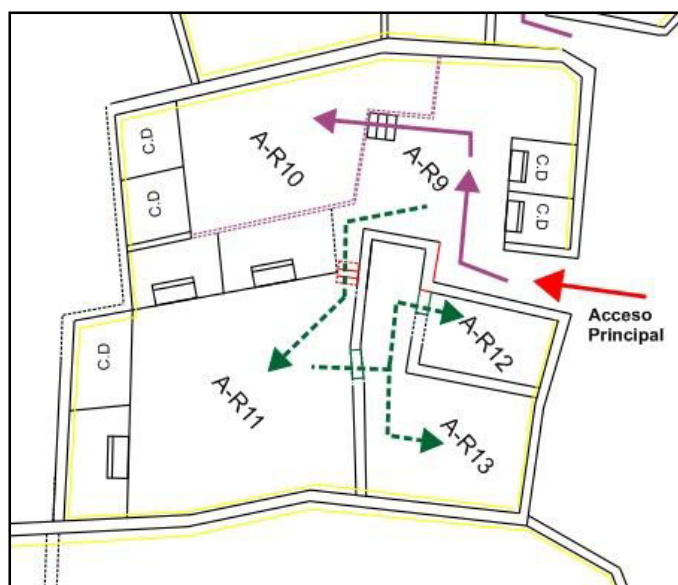 C.D
C.D
A-R10
A-R9
C.D
C.D
Acceso
Principal
C.D
A-R11
A-R12
A-R13